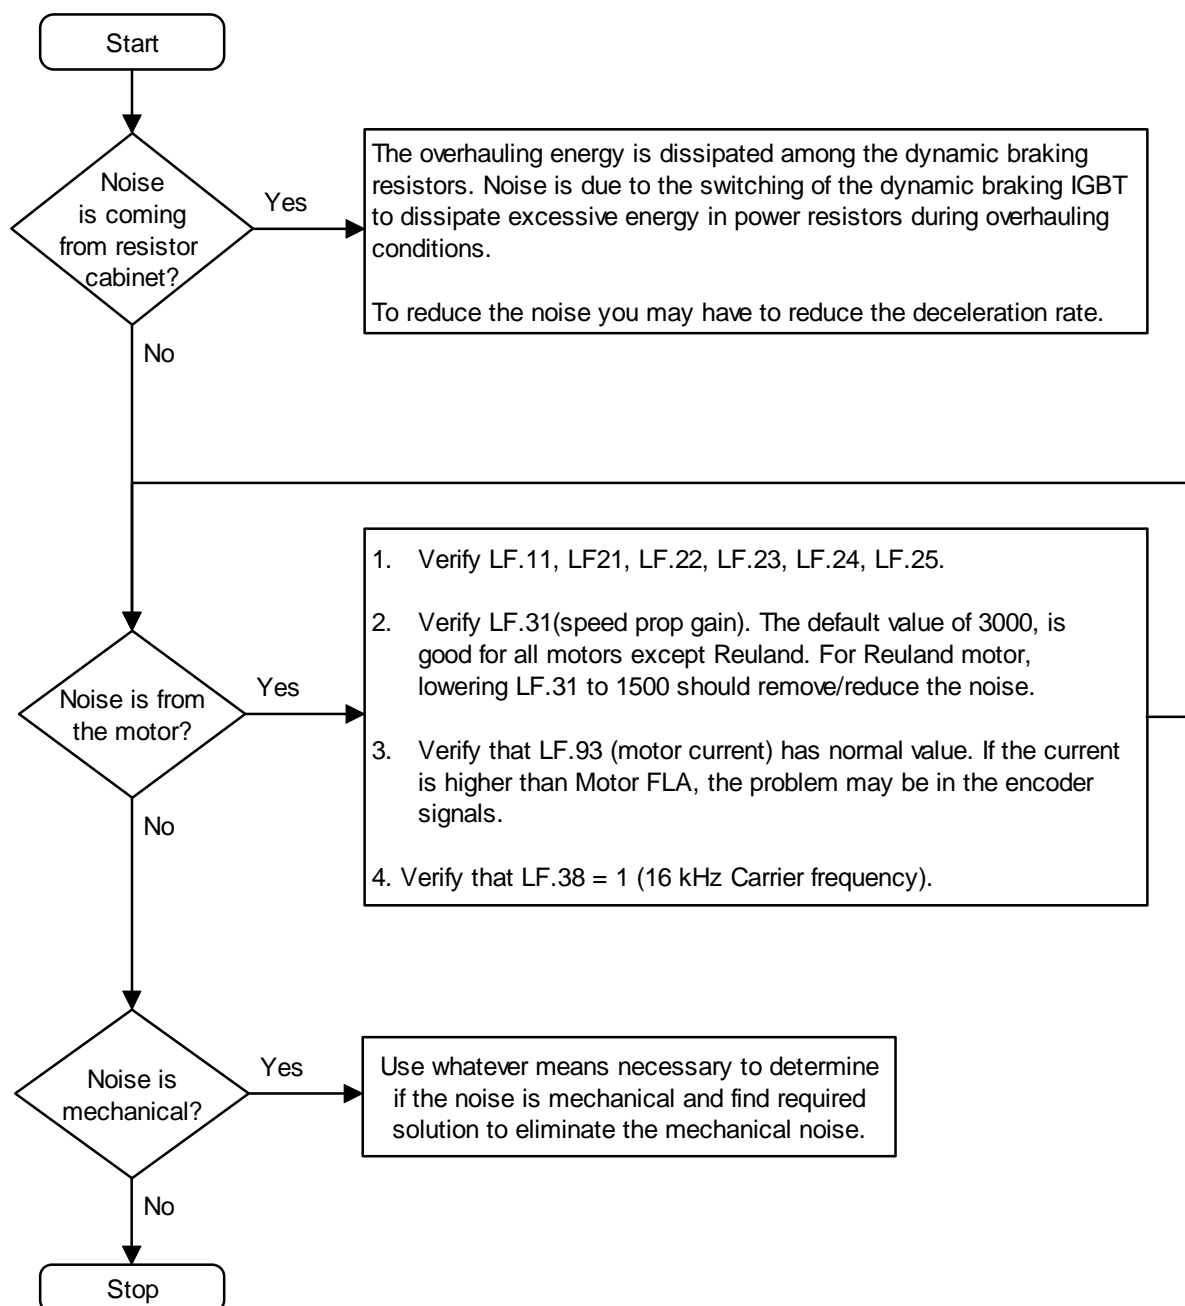 Start
Noise
is coming
from resistor
cabinet?
Yes
The overhauling energy is dissipated among the dynamic braking
resistors. Noise is due to the switching of the dynamic braking IGBT
to dissipate excessive energy in power resistors during overhauling
conditions.
To reduce the noise you may have to reduce the deceleration rate.
No
Noise is from
the motor?
Yes
1. Verify LF.11, LF21, LF.22, LF.23, LF.24, LF.25.
2. Verify LF.31(speed prop gain). The default value of 3000, is
good for all motors except Reuland. For Reuland motor,
lowering LF.31 to 1500 should remove/reduce the noise.
3. Verify that LF.93 (motor current) has normal value. If the current
is higher than Motor FLA, the problem may be in the encoder
signals.
4. Verify that LF.38 = 1 (16 kHz Carrier frequency).
No
Noise is
mechanical?
Yes
Use whatever means necessary to determine
if the noise is mechanical and find required
solution to eliminate the mechanical noise.
No
Stop